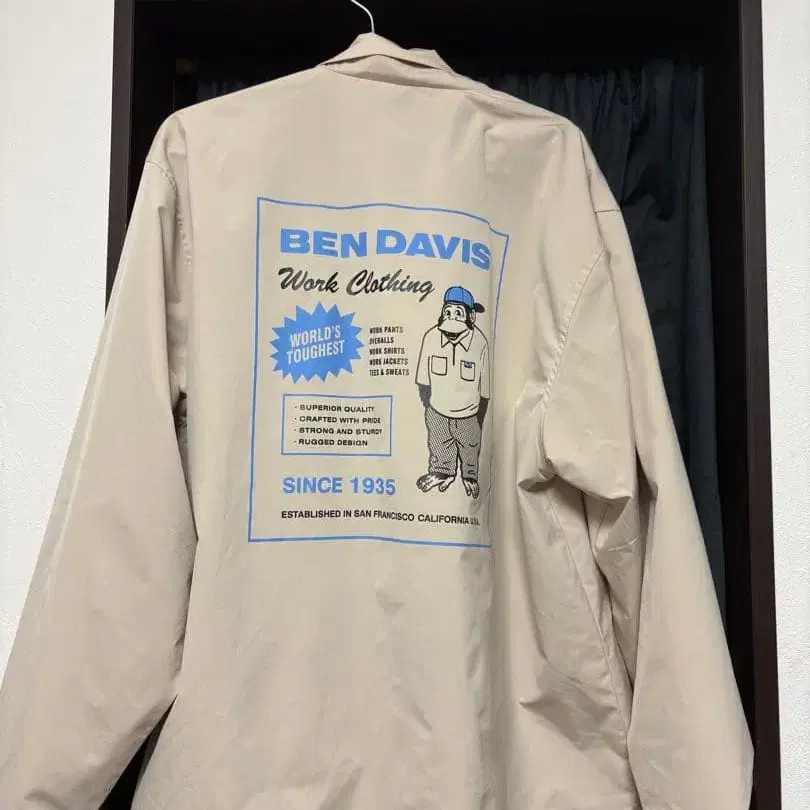 BEN DAVIS
Work Clothing
WORLD'S
TOUGHEST
WORK PANTS
OVERALLS
WORK SHIRTS
WORK JACKETS
TEES & SWEATS
· SUPERIOR QUALITY
· CRAFTED WITH PRIDE
· STRONG AND STURDY
· RUGGED DESIGN
SINCE 1935
ESTABLISHED IN SAN FRANCISCO CALIFORNIA U.S.A.